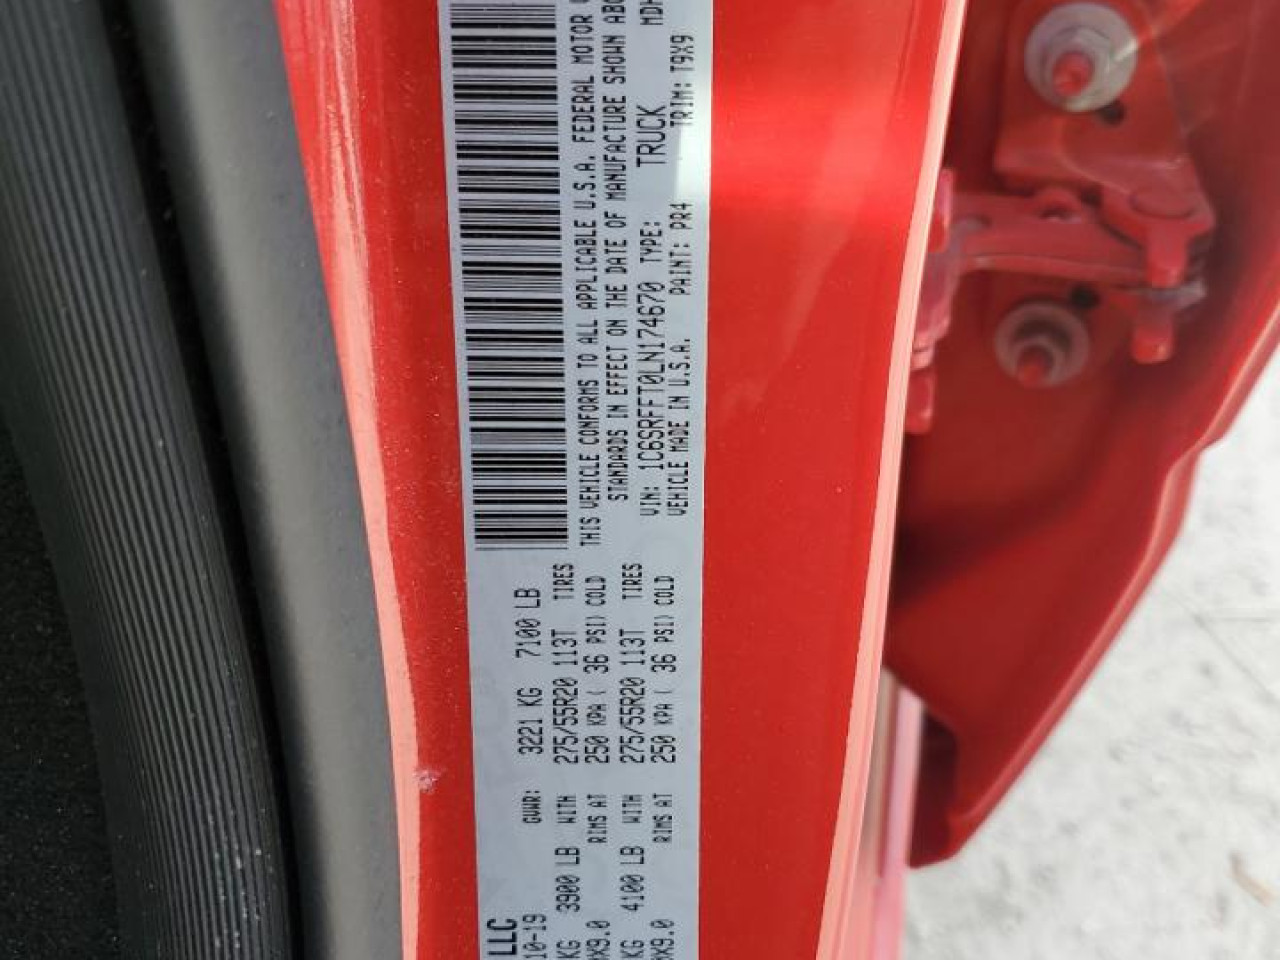 LLC
10-19 GVWR: 3221 KG 7100 LB
KG 3900 LB WITH 275/55R20 113T TIRES
RIMS AT 250 KPA ( 36 PSI) COLD
KG 4100 LB WITH 275/55R20 113T TIRES
X9.0 RIMS AT 250 KPA ( 36 PSI) COLD
THIS VEHICLE CONFORMS TO ALL APPLICABLE U.S.A. FEDERAL MOTOR
STANDARDS IN EFFECT ON THE DATE OF MANUFACTURE SHOWN ABO
VIN: 1C6SRFFT0LN174670 TYPE: TRUCK MDH
VEHICLE MADE IN U.S.A. PAINT: PR4 TRIM: T9X9